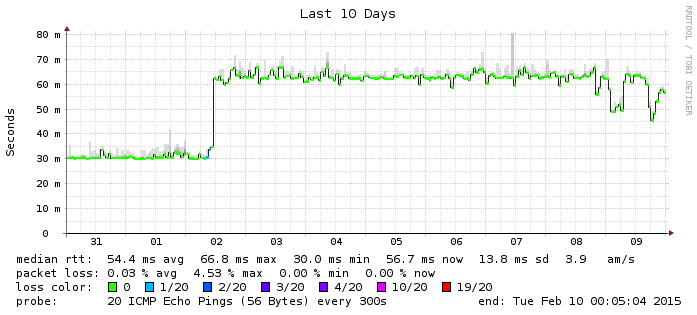 Last 10 Days
RRDTOOL / TOBI OETIKER
Seconds
80 m
70 m
60 m
50 m
40 m
30 m
20 m
10 m
0
31 01 02 03 04 05 06 07 08 09
median rtt: 54.4 ms avg 66.8 ms max 30.0 ms min 56.7 ms now 13.8 ms sd 3.9 am/s
packet loss: 0.03 % avg 4.53 % max 0.00 % min 0.00 % now
loss color: 0 1/20 2/20 3/20 4/20 10/20 19/20
probe: 20 ICMP Echo Pings (56 Bytes) every 300s end: Tue Feb 10 00:05:04 2015